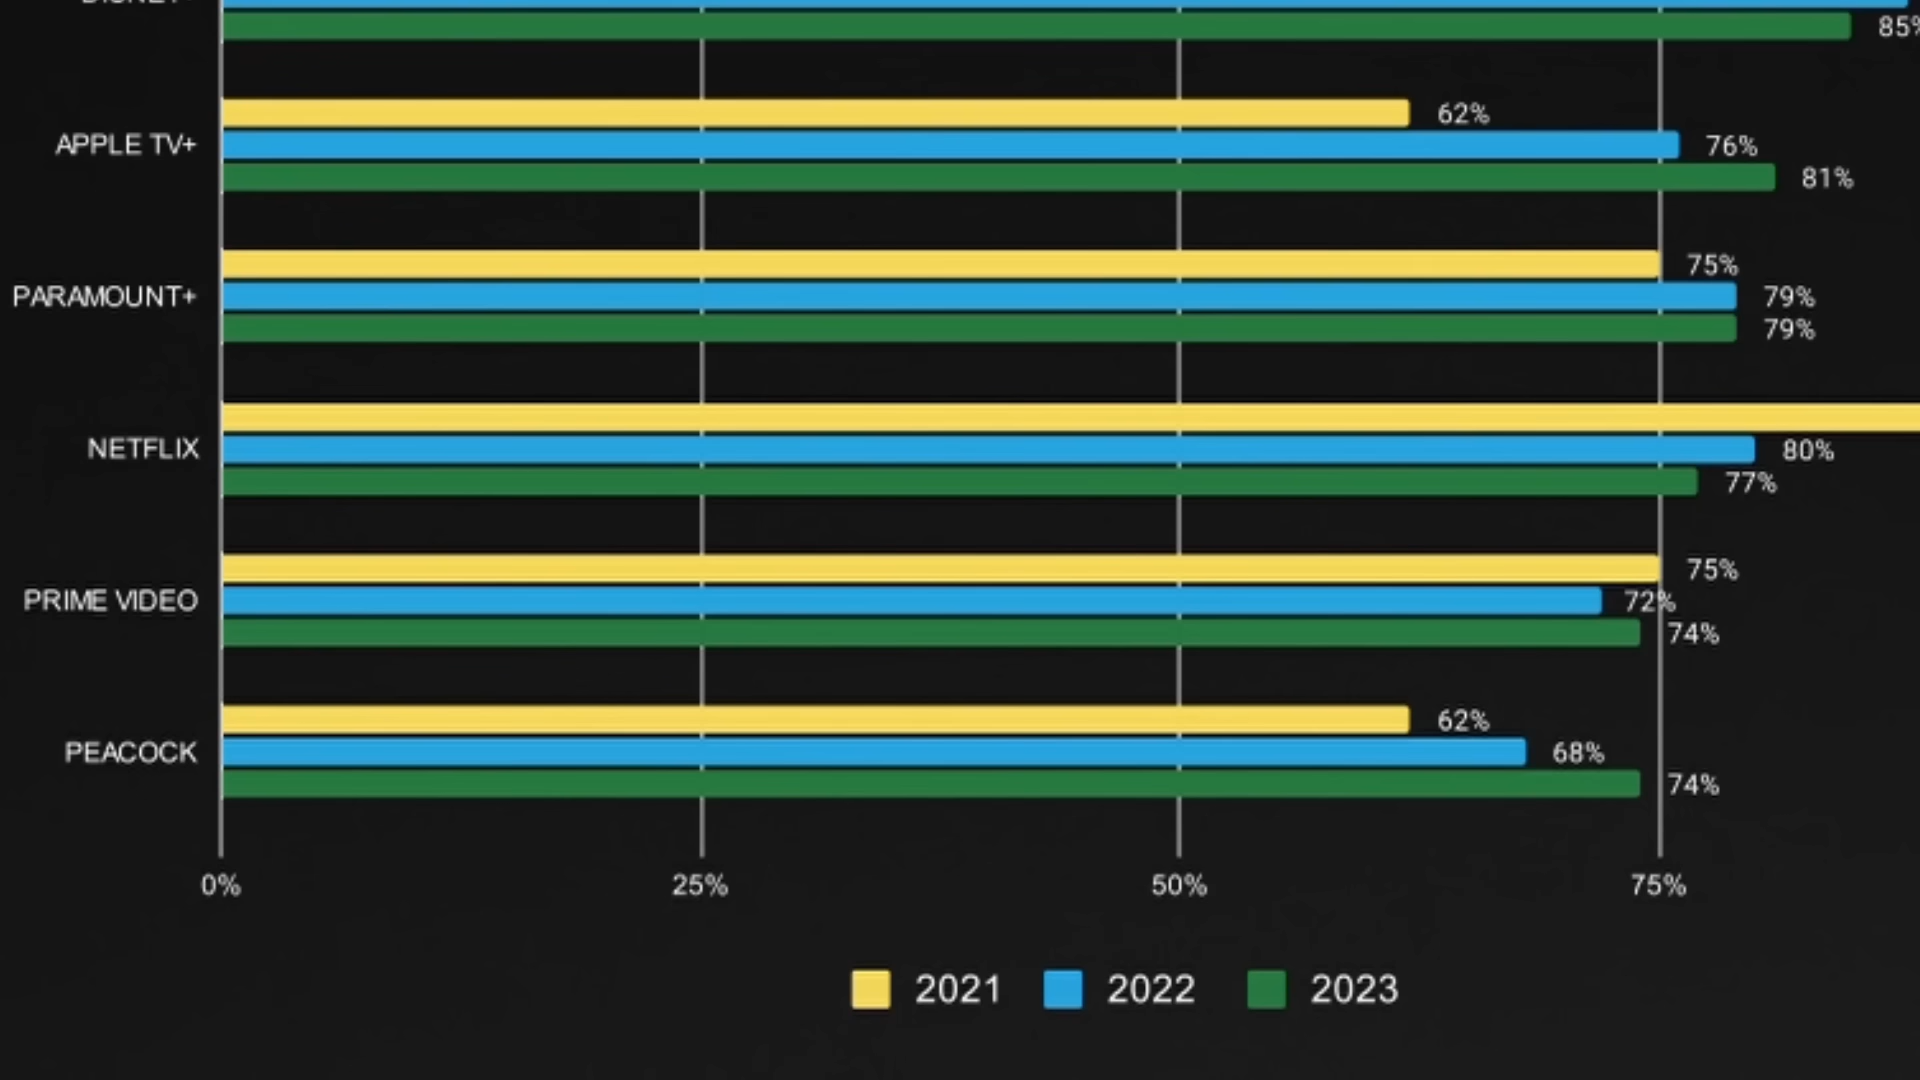 85%
62%
APPLE TV+
76%
81%
75%
PARAMOUNT+
79%
79%
NETFLIX
80%
77%
75%
PRIME VIDEO
72%
74%
62%
PEACOCK
68%
74%
0% 25% 50% 75%
2021 2022 2023